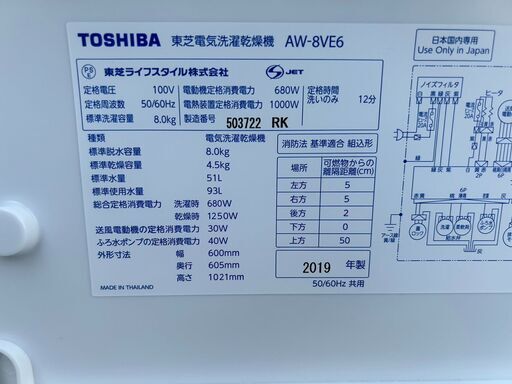 TOSHIBA 東芝電気洗濯乾燥機 AW-8VE6
日本国内専用
Use Only in Japan
東芝ライフスタイル株式会社 S-JET
定格電圧 100V 電動機定格消費電力 680W 定格時間
定格周波数 50/60Hz 電熱装置定格消費電力 1000W 洗いのみ 12分
標準洗濯容量 8.0kg 製造番号 503722 RK
種類 電気洗濯乾燥機
標準脱水容量 8.0kg
標準乾燥容量 4.5kg
標準水量 51L
標準使用水量 93L
総合定格消費電力 洗濯時 680W
乾燥時 1250W
送風電動機の定格消費電力 30W
ふろ水ポンプの定格消費電力 40W
外形寸法 幅 600mm
奥行 605mm
高さ 1021mm
MADE IN THAILAND
消防法 基準適合 組込形
可燃物からの
離隔距離(cm)
左方 5
右方 5
後方 2
下方 0
上方 50
2019 年製
50/60Hz 共用
ノイズフィルタ